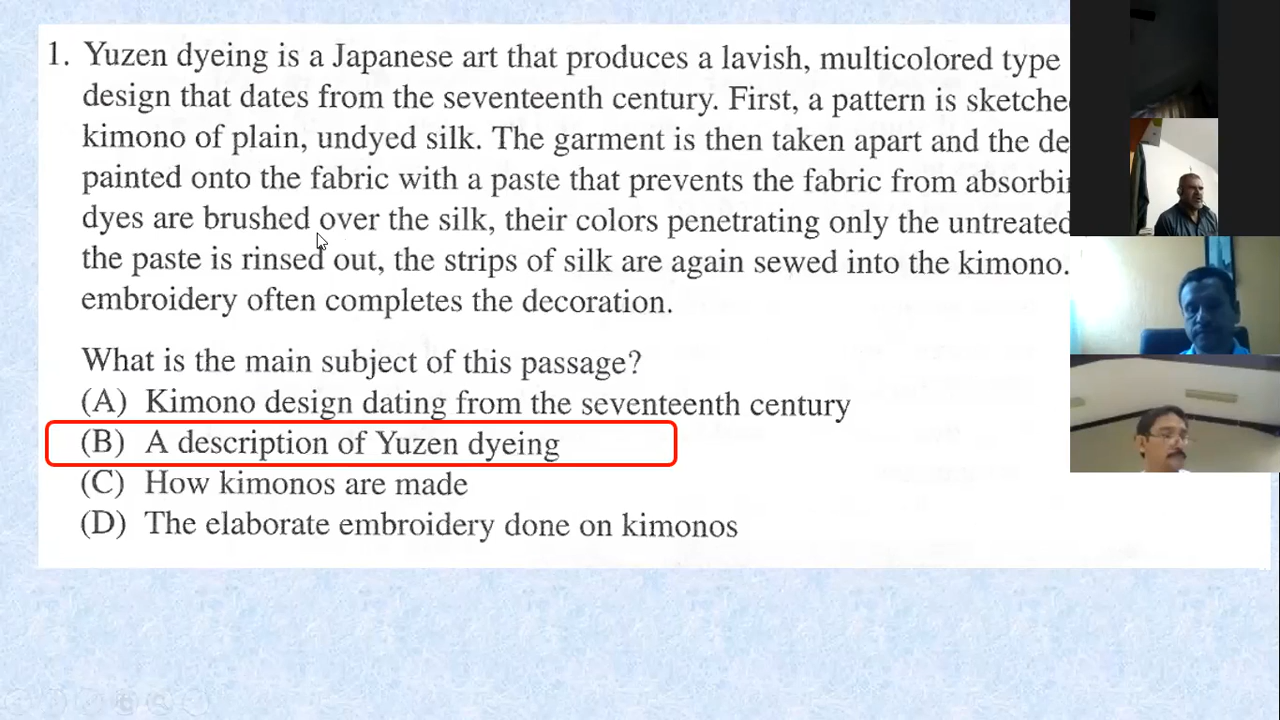 1. Yuzen dyeing is a Japanese art that produces a lavish, multicolored type
design that dates from the seventeenth century. First, a pattern is sketche
kimono of plain, undyed silk. The garment is then taken apart and the de
painted onto the fabric with a paste that prevents the fabric from absorbi
dyes are brushed over the silk, their colors penetrating only the untreated
the paste is rinsed out, the strips of silk are again sewed into the kimono.
embroidery often completes the decoration.
What is the main subject of this passage?
(A) Kimono design dating from the seventeenth century
(B) A description of Yuzen dyeing
(C) How kimonos are made
(D) The elaborate embroidery done on kimonos